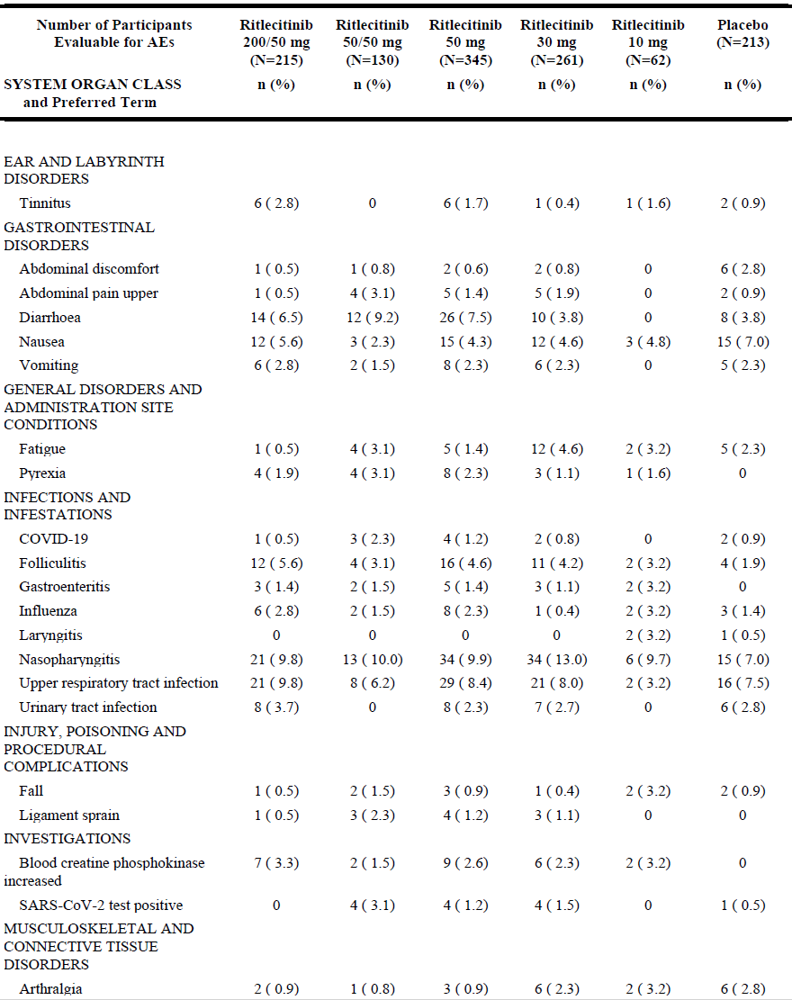 Number of Participants Evaluable for AEs Ritlecitinib 200/50 mg (N=215) Ritlecitinib 50/50 mg (N=130) Ritlecitinib 50 mg (N=345) Ritlecitinib 30 mg (N=261) Ritlecitinib 10 mg (N=62) Placebo (N=213)
SYSTEM ORGAN CLASS n (%) n (%) n (%) n (%) n (%) n (%)
and Preferred Term
EAR AND LABYRINTH
DISORDERS
Tinnitus 6 ( 2.8) 0 6 ( 1.7) 1 ( 0.4) 1 ( 1.6) 2 ( 0.9)
GASTROINTESTINAL
DISORDERS
Abdominal discomfort 1 ( 0.5) 1 ( 0.8) 2 ( 0.6) 2 ( 0.8) 0 6 ( 2.8)
Abdominal pain upper 1 ( 0.5) 4 ( 3.1) 5 ( 1.4) 5 ( 1.9) 0 2 ( 0.9)
Diarrhoea 14 ( 6.5) 12 ( 9.2) 26 ( 7.5) 10 ( 3.8) 0 8 ( 3.8)
Nausea 12 ( 5.6) 3 ( 2.3) 15 ( 4.3) 12 ( 4.6) 3 ( 4.8) 15 ( 7.0)
Vomiting 6 ( 2.8) 2 ( 1.5) 8 ( 2.3) 6 ( 2.3) 0 5 ( 2.3)
GENERAL DISORDERS AND
ADMINISTRATION SITE
CONDITIONS
Fatigue 1 ( 0.5) 4 ( 3.1) 5 ( 1.4) 12 ( 4.6) 2 ( 3.2) 5 ( 2.3)
Pyrexia 4 ( 1.9) 4 ( 3.1) 8 ( 2.3) 3 ( 1.1) 1 ( 1.6) 0
INFECTIONS AND
INFESTATIONS
COVID-19 1 ( 0.5) 3 ( 2.3) 4 ( 1.2) 2 ( 0.8) 0 2 ( 0.9)
Folliculitis 12 ( 5.6) 4 ( 3.1) 16 ( 4.6) 11 ( 4.2) 2 ( 3.2) 4 ( 1.9)
Gastroenteritis 3 ( 1.4) 2 ( 1.5) 5 ( 1.4) 3 ( 1.1) 2 ( 3.2) 0
Influenza 6 ( 2.8) 2 ( 1.5) 8 ( 2.3) 1 ( 0.4) 2 ( 3.2) 3 ( 1.4)
Laryngitis 0 0 0 0 2 ( 3.2) 1 ( 0.5)
Nasopharyngitis 21 ( 9.8) 13 ( 10.0) 34 ( 9.9) 34 ( 13.0) 6 ( 9.7) 15 ( 7.0)
Upper respiratory tract infection 21 ( 9.8) 8 ( 6.2) 29 ( 8.4) 21 ( 8.0) 2 ( 3.2) 16 ( 7.5)
Urinary tract infection 8 ( 3.7) 0 8 ( 2.3) 7 ( 2.7) 0 6 ( 2.8)
INJURY, POISONING AND
PROCEDURAL
COMPLICATIONS
Fall 1 ( 0.5) 2 ( 1.5) 3 ( 0.9) 1 ( 0.4) 2 ( 3.2) 2 ( 0.9)
Ligament sprain 1 ( 0.5) 3 ( 2.3) 4 ( 1.2) 3 ( 1.1) 0 0
INVESTIGATIONS
Blood creatine phosphokinase 7 ( 3.3) 2 ( 1.5) 9 ( 2.6) 6 ( 2.3) 2 ( 3.2) 0
increased
SARS-CoV-2 test positive 0 4 ( 3.1) 4 ( 1.2) 4 ( 1.5) 0 1 ( 0.5)
MUSCULOSKELETAL AND
CONNECTIVE TISSUE
DISORDERS
Arthralgia 2 ( 0.9) 1 ( 0.8) 3 ( 0.9) 6 ( 2.3) 2 ( 3.2) 6 ( 2.8)